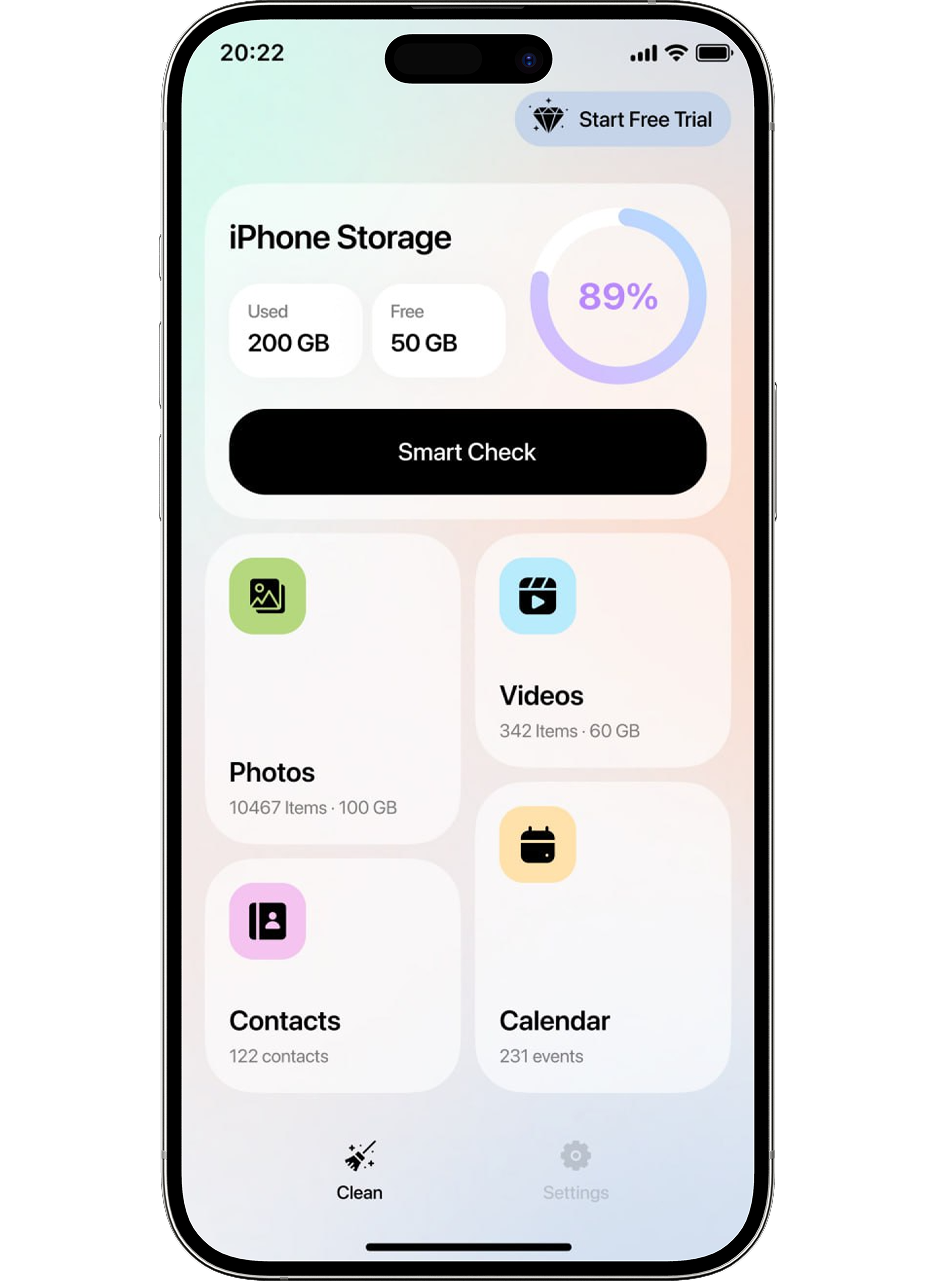 20:22
Start Free Trial
iPhone Storage
89%
Used
200 GB
Free
50 GB
Smart Check
Photos
10467 Items · 100 GB
Videos
342 Items · 60 GB
Contacts
122 contacts
Calendar
231 events
Clean
Settings